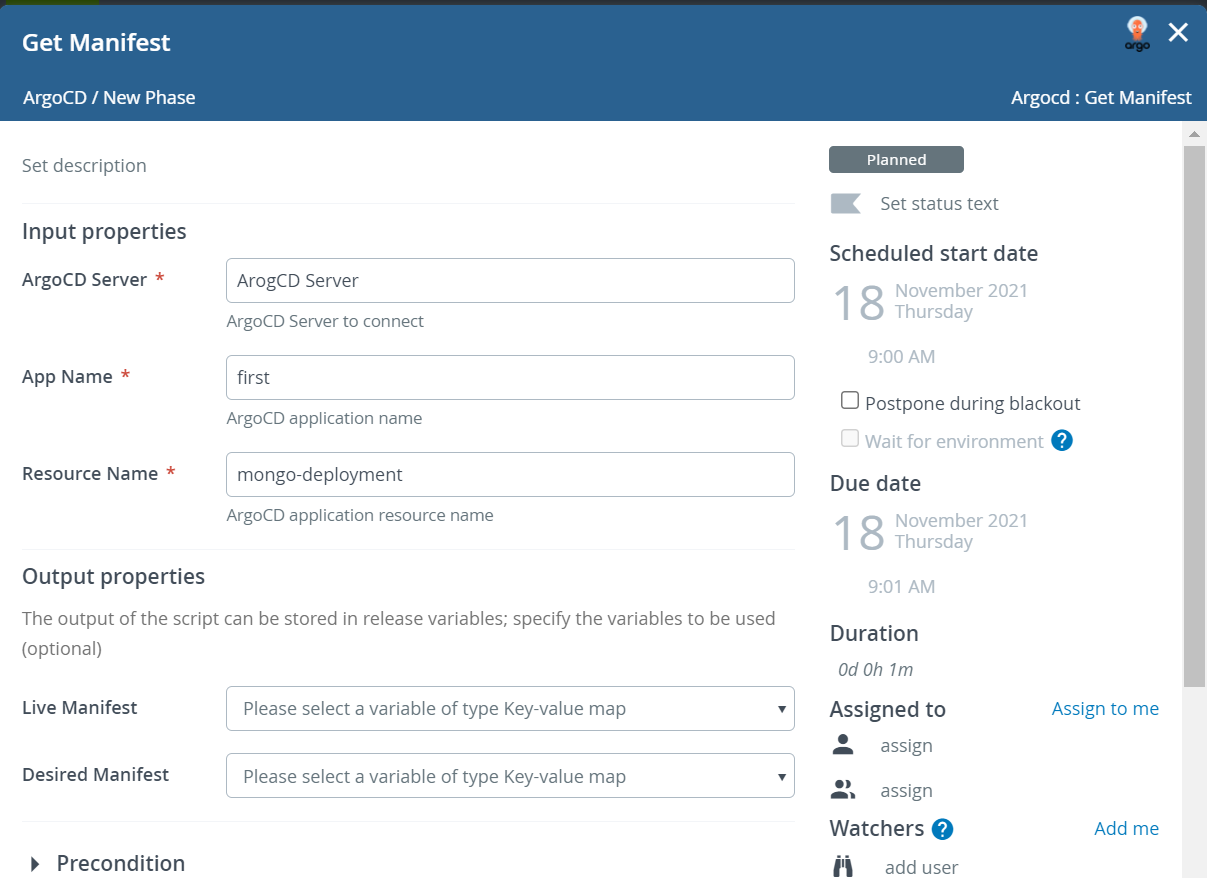 Get Manifest
argo
ArgoCD / New Phase
Argocd : Get Manifest
Set description
Input properties
ArgoCD Server *
ArogCD Server
ArgoCD Server to connect
App Name *
first
ArgoCD application name
Resource Name *
mongo-deployment
ArgoCD application resource name
Output properties
The output of the script can be stored in release variables; specify the variables to be used
(optional)
Live Manifest
Please select a variable of type Key-value map
Desired Manifest
Please select a variable of type Key-value map
Precondition
Planned
Set status text
Scheduled start date
18
November 2021
Thursday
9:00 AM
Postpone during blackout
Wait for environment ?
Due date
18
November 2021
Thursday
9:01 AM
Duration
0d 0h 1m
Assigned to
Assign to me
assign
assign
Watchers ?
Add me
add user